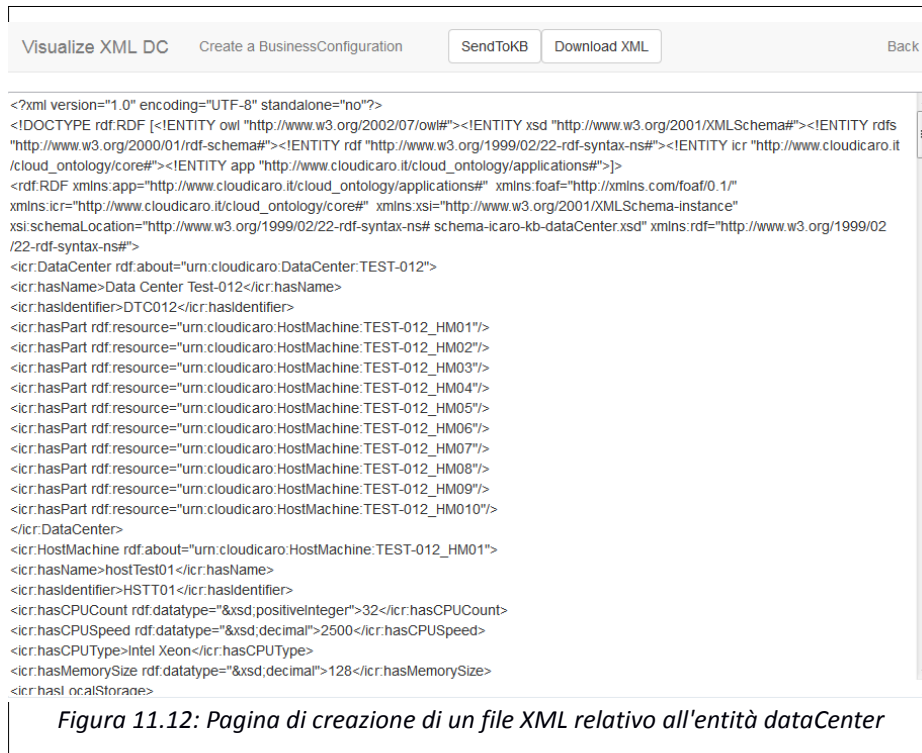 Visualize XML DC Create a BusinessConfiguration SendToKB Download XML Back
<?xml version="1.0" encoding="UTF-8" standalone="no"?>
<!DOCTYPE rdf:RDF [<!ENTITY owl "http://www.w3.org/2002/07/owl#"><!ENTITY xsd "http://www.w3.org/2001/XMLSchema#"><!ENTITY rdfs
"http://www.w3.org/2000/01/rdf-schema#"><!ENTITY rdf "http://www.w3.org/1999/02/22-rdf-syntax-ns#"><!ENTITY icr "http://www.cloudicaro.it
/cloud_ontology/core#"><!ENTITY app "http://www.cloudicaro.it/cloud_ontology/applications#">]>
<rdf:RDF xmlns:app="http://www.cloudicaro.it/cloud_ontology/applications#" xmlns:foaf="http://xmlns.com/foaf/0.1/"
xmlns:icr="http://www.cloudicaro.it/cloud_ontology/core#" xmlns:xsi="http://www.w3.org/2001/XMLSchema-instance"
xsi:schemaLocation="http://www.w3.org/1999/02/22-rdf-syntax-ns# schema-icaro-kb-dataCenter.xsd" xmlns:rdf="http://www.w3.org/1999/02
/22-rdf-syntax-ns#">
<icr:DataCenter rdf:about="urn:cloudicaro:DataCenter:TEST-012">
<icr:hasName>Data Center Test-012</icr:hasName>
<icr:hasIdentifier>DTC012</icr:hasIdentifier>
<icr:hasPart rdf:resource="urn:cloudicaro:HostMachine:TEST-012_HM01"/>
<icr:hasPart rdf:resource="urn:cloudicaro:HostMachine:TEST-012_HM02"/>
<icr:hasPart rdf:resource="urn:cloudicaro:HostMachine:TEST-012_HM03"/>
<icr:hasPart rdf:resource="urn:cloudicaro:HostMachine:TEST-012_HM04"/>
<icr:hasPart rdf:resource="urn:cloudicaro:HostMachine:TEST-012_HM05"/>
<icr:hasPart rdf:resource="urn:cloudicaro:HostMachine:TEST-012_HM06"/>
<icr:hasPart rdf:resource="urn:cloudicaro:HostMachine:TEST-012_HM07"/>
<icr:hasPart rdf:resource="urn:cloudicaro:HostMachine:TEST-012_HM08"/>
<icr:hasPart rdf:resource="urn:cloudicaro:HostMachine:TEST-012_HM09"/>
<icr:hasPart rdf:resource="urn:cloudicaro:HostMachine:TEST-012_HM010"/>
</icr:DataCenter>
<icr:HostMachine rdf:about="urn:cloudicaro:HostMachine:TEST-012_HM01">
<icr:hasName>hostTest01</icr:hasName>
<icr:hasIdentifier>HSTT01</icr:hasIdentifier>
<icr:hasCPUCount rdf:datatype="&xsd;positiveInteger">32</icr:hasCPUCount>
<icr:hasCPUSpeed rdf:datatype="&xsd;decimal">2500</icr:hasCPUSpeed>
<icr:hasCPUType>Intel Xeon</icr:hasCPUType>
<icr:hasMemorySize rdf:datatype="&xsd;decimal">128</icr:hasMemorySize>
<icr:hasLocalStorage>
Figura 11.12: Pagina di creazione di un file XML relativo all'entità dataCenter